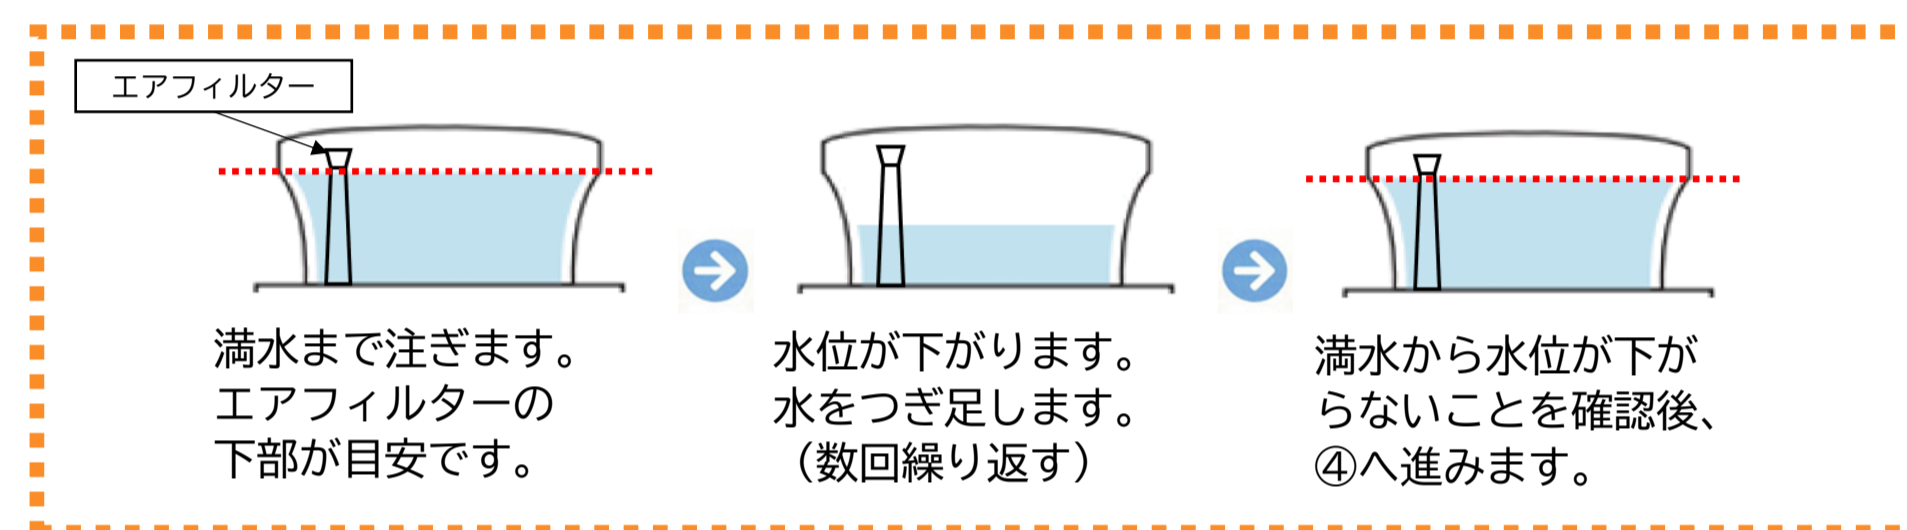 エアフィルター
満水まで注ぎます。
エアフィルターの
下部が目安です。
水位が下がります。
水をつぎ足します。
（数回繰り返す）
満水から水位が下が
らないことを確認後、
④へ進みます。